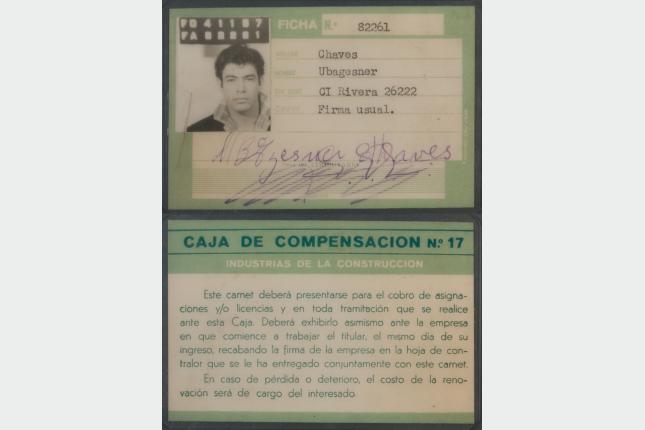 FO 41187
FA 82261
FICHA N.º 82261
Chaves
Ubagesner
CI Rivera 26222
Firma usual.
Ubagesner Chaves
CAJA DE COMPENSACION N.º 17
INDUSTRIAS DE LA CONSTRUCCION
Este carnet deberá presentarse para el cobro de asigna-
ciones y/o licencias y en toda tramitación que se realice
ante esta Caja. Deberá exhibirlo asimismo ante la empresa
en que comience a trabajar el titular, el mismo día de su
ingreso, recabando la firma de la empresa en la hoja de con-
tralor que se le ha entregado conjuntamente con este carnet.
En caso de pérdida o deterioro, el costo de la reno-
vación será de cargo del interesado